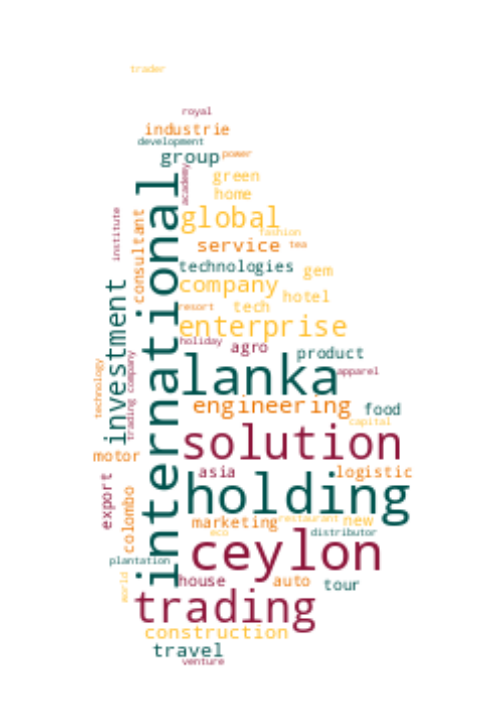 trader
royal
industrie
development
group
power
academy
green
home
institute
consultant
global
fashion
service
tea
technologies
gem
company
hotel
investment
international
resort
tech
enterprise
holiday
agro
product
lanka
apparel
technology
trading company
engineering
food
capital
solution
motor
asia
logistic
export
holding
colombo
marketing
restaurant
new
eco
distributor
ceylon
plantation
world
house
auto
tour
trading
construction
travel
venture